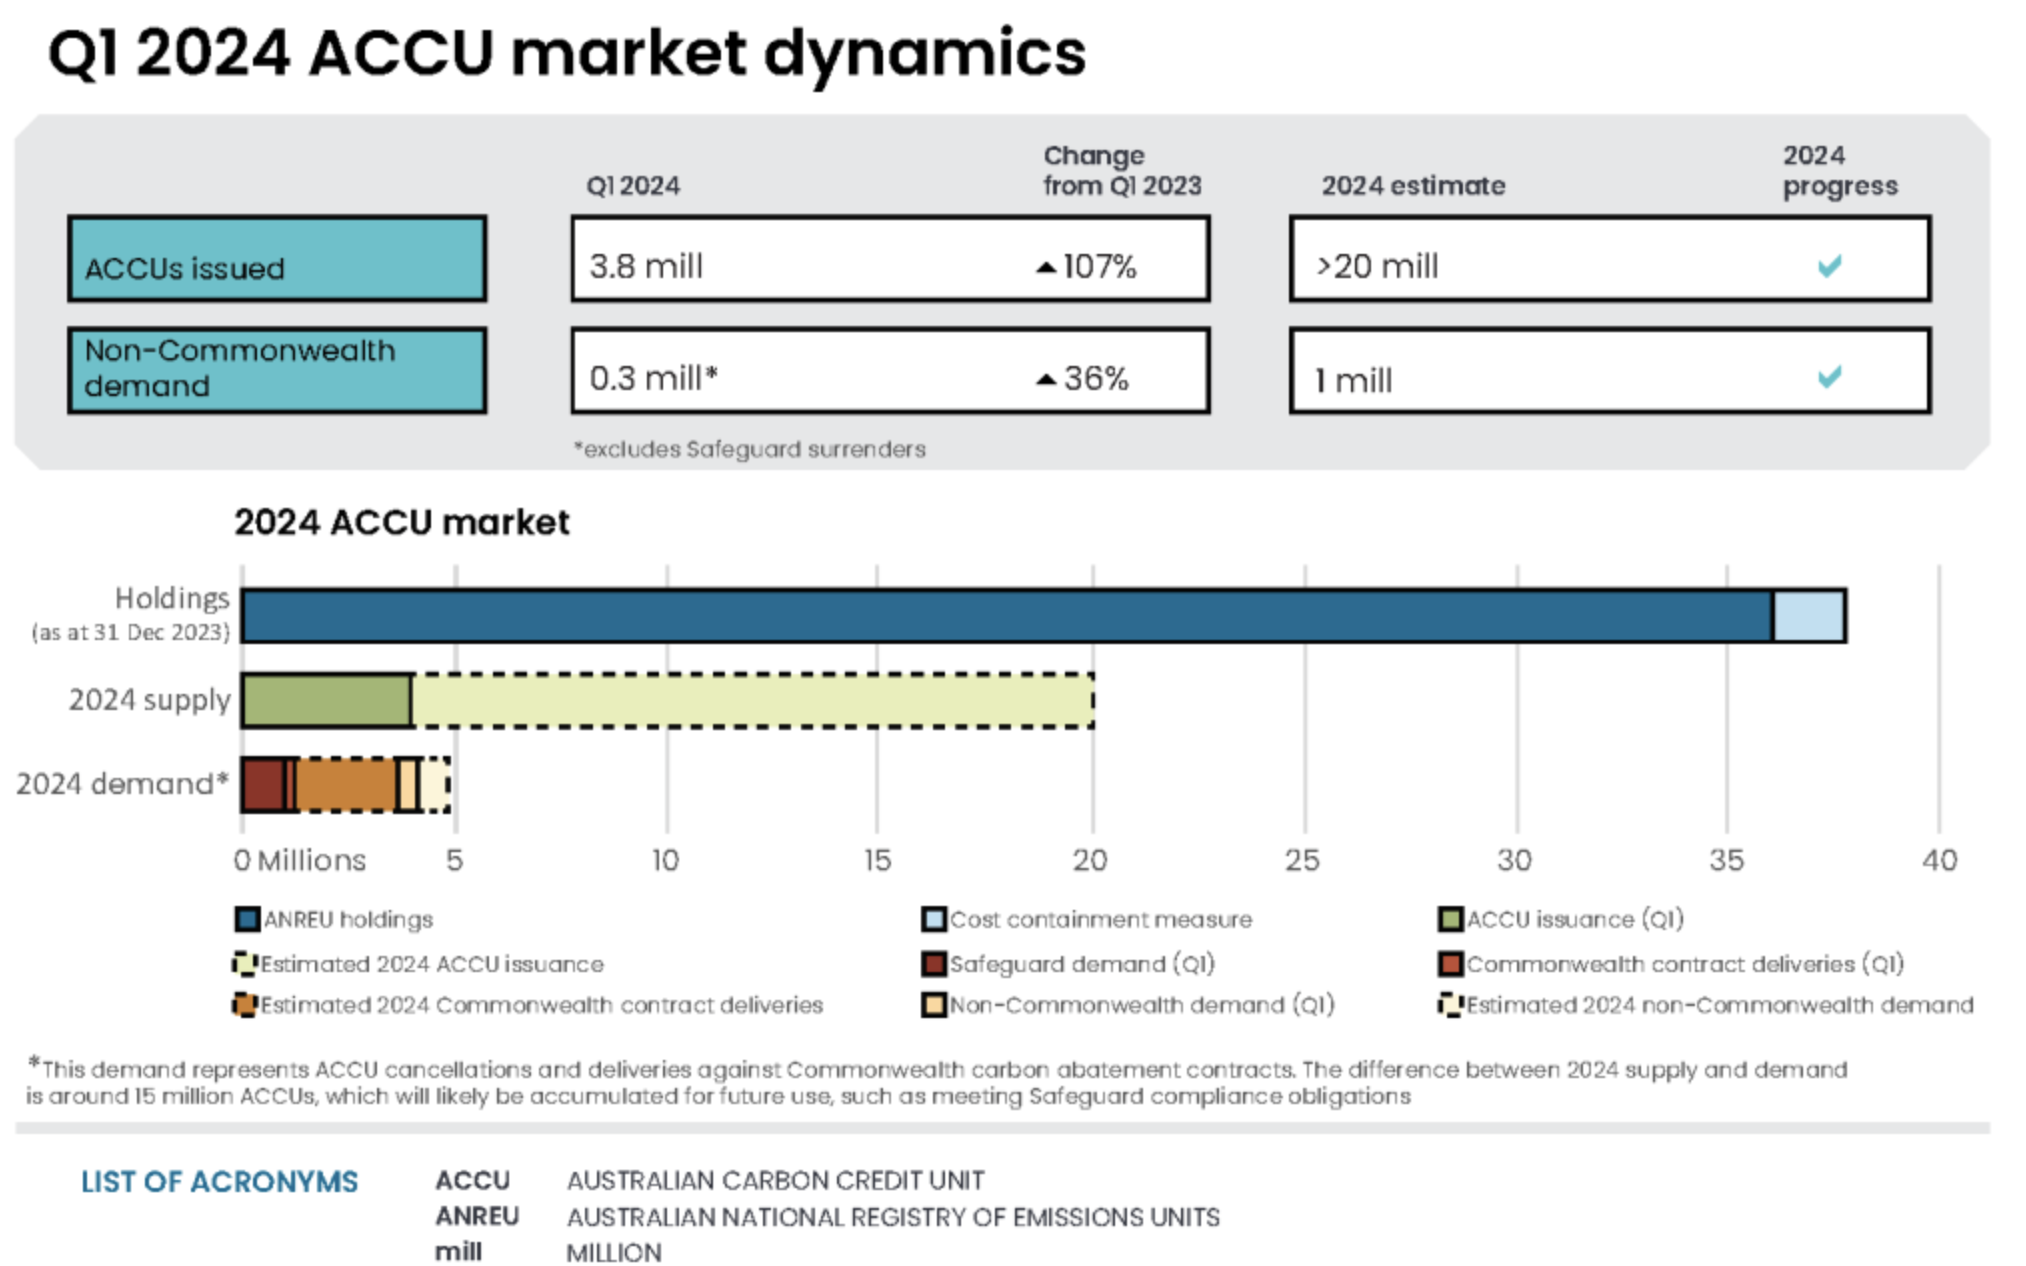 Q1 2024 ACCU market dynamics
Q1 2024
Change
from Q1 2023
2024 estimate
2024
progress
ACCUs issued
3.8 mill
▲107%
>20 mill
Non-Commonwealth
demand
0.3 mill*
▲36%
1 mill
*excludes Safeguard surrenders
2024 ACCU market
Holdings
(as at 31 Dec 2023)
2024 supply
2024 demand*
0 Millions 5 10 15 20 25 30 35 40
ANREU holdings
Cost containment measure
ACCU issuance (Q1)
Estimated 2024 ACCU issuance
Safeguard demand (Q1)
Commonwealth contract deliveries (Q1)
Estimated 2024 Commonwealth contract deliveries
Non-Commonwealth demand (Q1)
Estimated 2024 non-Commonwealth demand
*This demand represents ACCU cancellations and deliveries against Commonwealth carbon abatement contracts. The difference between 2024 supply and demand
is around 15 million ACCUs, which will likely be accumulated for future use, such as meeting Safeguard compliance obligations
LIST OF ACRONYMS
ACCU AUSTRALIAN CARBON CREDIT UNIT
ANREU AUSTRALIAN NATIONAL REGISTRY OF EMISSIONS UNITS
mill MILLION